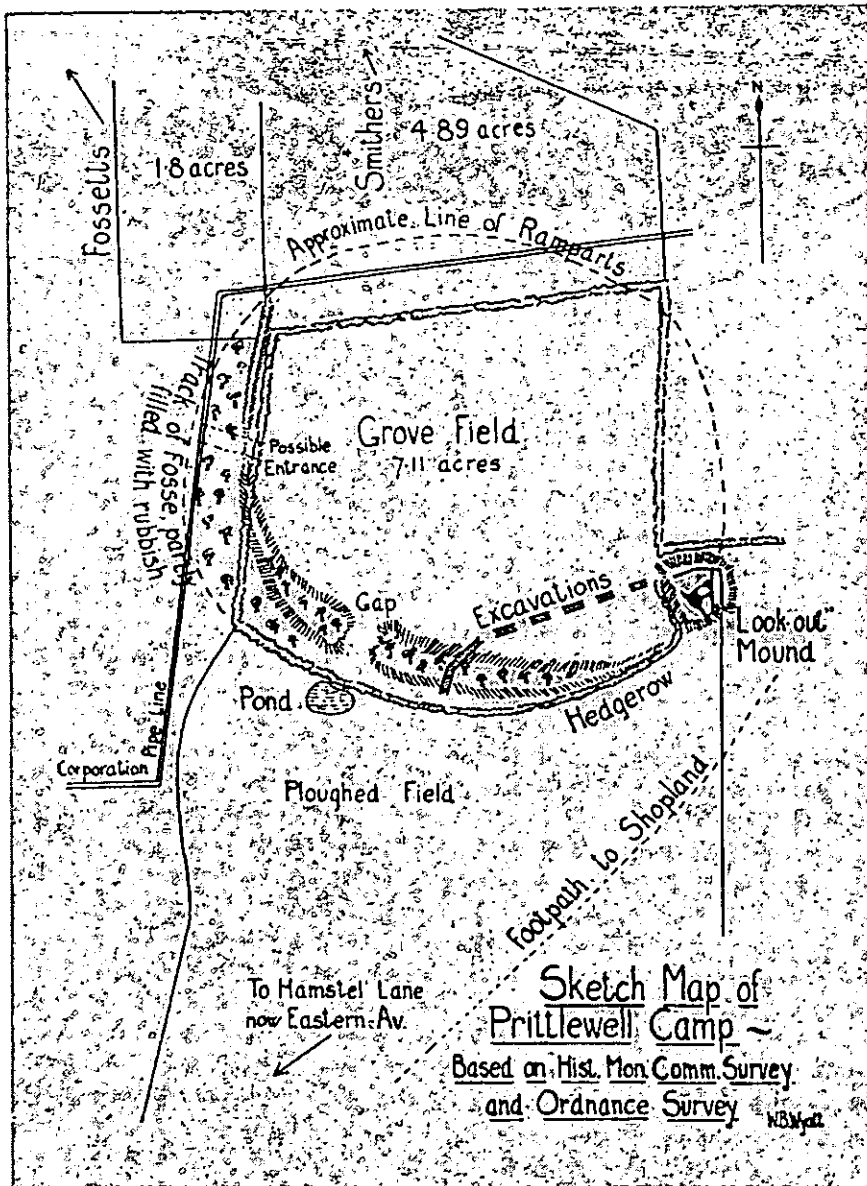 N
Fossells
1·8 acres
Smithers
4·89 acres
Approximate Line of Ramparts
Track of Fosse, partly
filled with rubbish
Possible
Entrance
Grove Field
7·11 acres
Gap
Excavations
"Look-out"
Mound
Pond
Hedgerow
Corporation Pipe Line
Ploughed Field
Footpath to Shopland
To Hamstel Lane
now Eastern Av.
Sketch Map of
Prittlewell Camp ~
Based on Hist. Mon. Comm. Survey
and Ordnance Survey